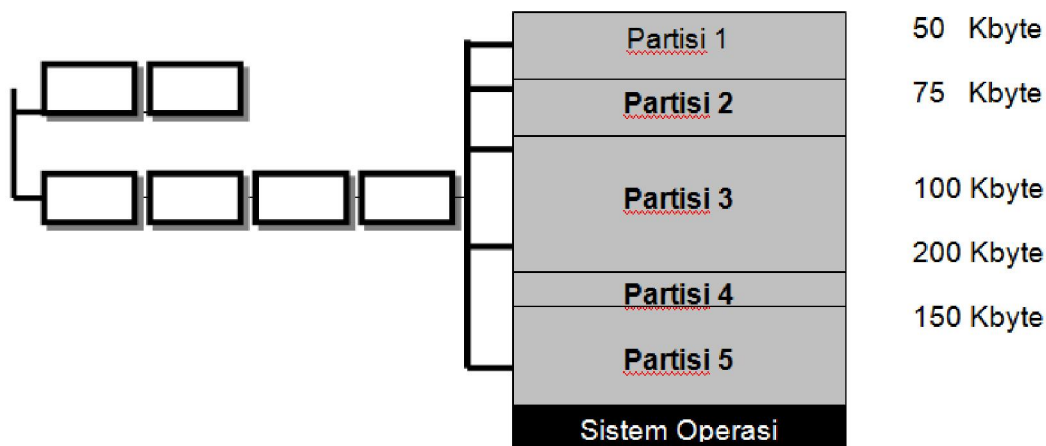 Partisi 1
50 Kbyte
Partisi 2
75 Kbyte
Partisi 3
100 Kbyte
200 Kbyte
Partisi 4
150 Kbyte
Partisi 5
Sistem Operasi